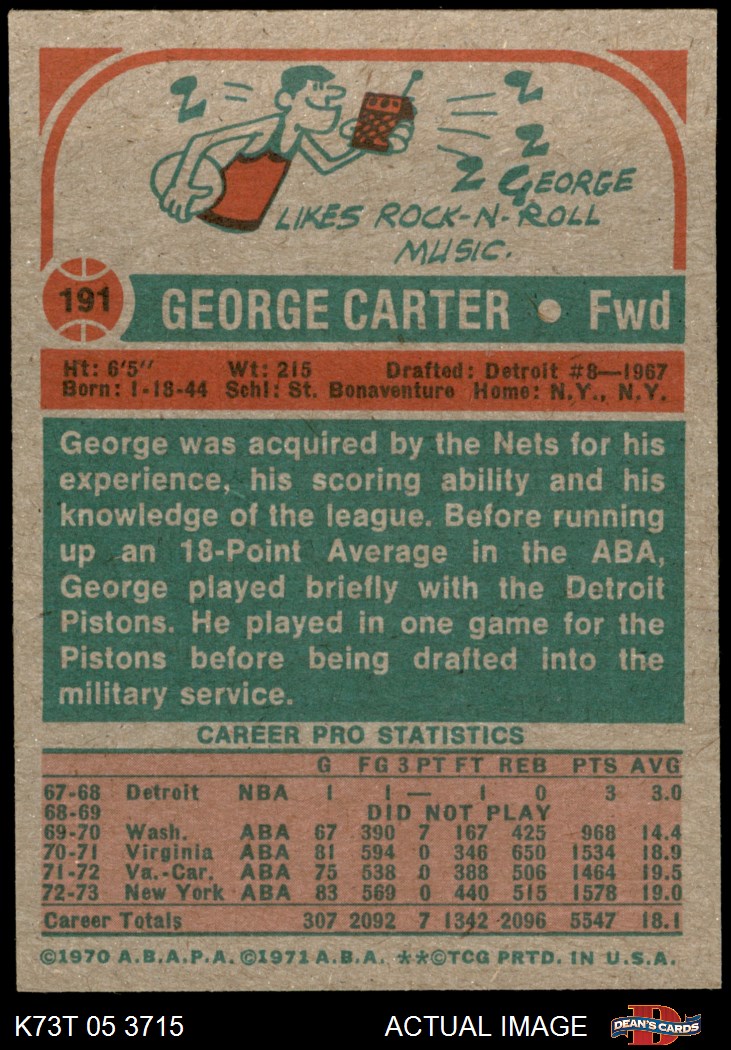 Z Z Z
Z GEORGE
LIKES ROCK-N-ROLL
MUSIC.
191 GEORGE CARTER • Fwd
Ht: 6'5" Wt: 215 Drafted: Detroit #8—1967
Born: 1-18-44 Schl: St. Bonaventure Home: N.Y., N.Y.
George was acquired by the Nets for his
experience, his scoring ability and his
knowledge of the league. Before running
up an 18-Point Average in the ABA,
George played briefly with the Detroit
Pistons. He played in one game for the
Pistons before being drafted into the
military service.
CAREER PRO STATISTICS
G FG 3PT FT REB PTS AVG
67-68 Detroit NBA 1 1 — 1 0 3 3.0
68-69 DID NOT PLAY
69-70 Wash. ABA 67 390 7 167 425 968 14.4
70-71 Virginia ABA 81 594 0 346 650 1534 18.9
71-72 Va.-Car. ABA 75 538 0 388 506 1464 19.5
72-73 New York ABA 83 569 0 440 515 1578 19.0
Career Totals 307 2092 7 1342 2096 5547 18.1
©1970 A.B.A.P.A. ©1971 A.B.A. **©TCG PRTD. IN U.S.A.
K73T 05 3715 ACTUAL IMAGE D DEAN'S CARDS